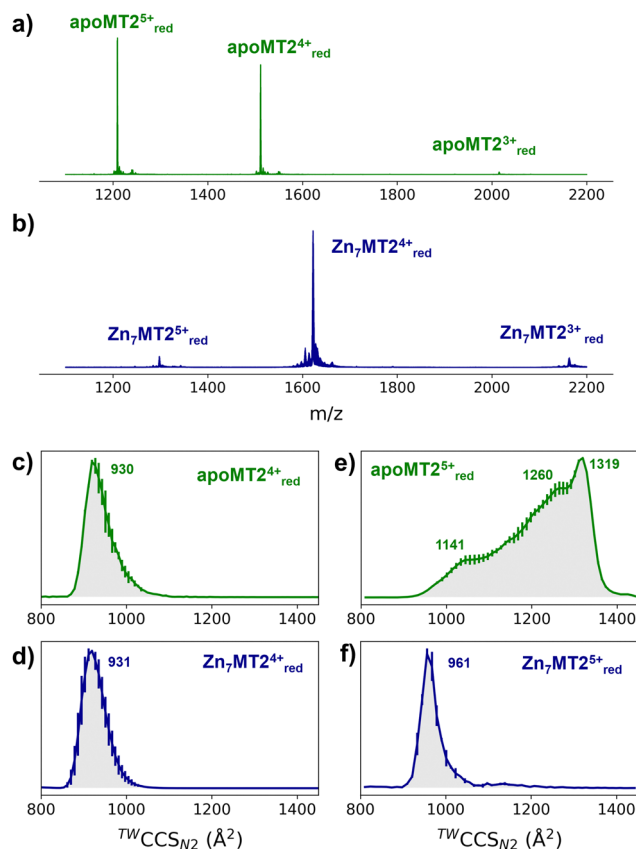 a)
apoMT2⁵⁺red
apoMT2⁴⁺red
apoMT2³⁺red
1200 1400 1600 1800 2000 2200
b)
Zn₇MT2⁴⁺red
Zn₇MT2⁵⁺red
Zn₇MT2³⁺red
1200 1400 1600 1800 2000 2200
m/z
c)
930
apoMT2⁴⁺red
800 1000 1200 1400
e)
apoMT2⁵⁺red
1141
1260
1319
800 1000 1200 1400
d)
931
Zn₇MT2⁴⁺red
800 1000 1200 1400
TWCCSN2 (Å²)
f)
961
Zn₇MT2⁵⁺red
800 1000 1200 1400
TWCCSN2 (Å²)